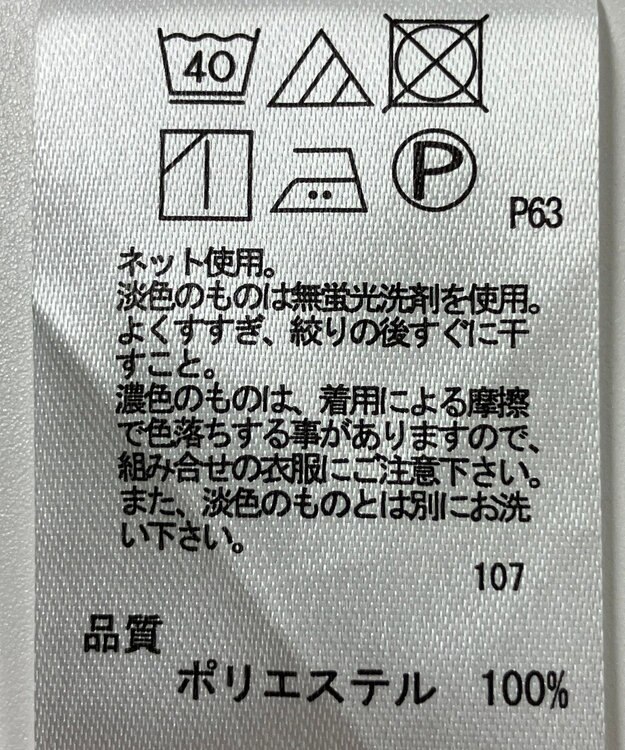 40
P
P63
ネット使用。
淡色のものは無蛍光洗剤を使用。
よくすすぎ、絞りの後すぐに干
すこと。
濃色のものは、着用による摩擦
で色落ちする事がありますので、
組み合せの衣服にご注意下さい。
また、淡色のものとは別にお洗
い下さい。
107
品質
ポリエステル 100%